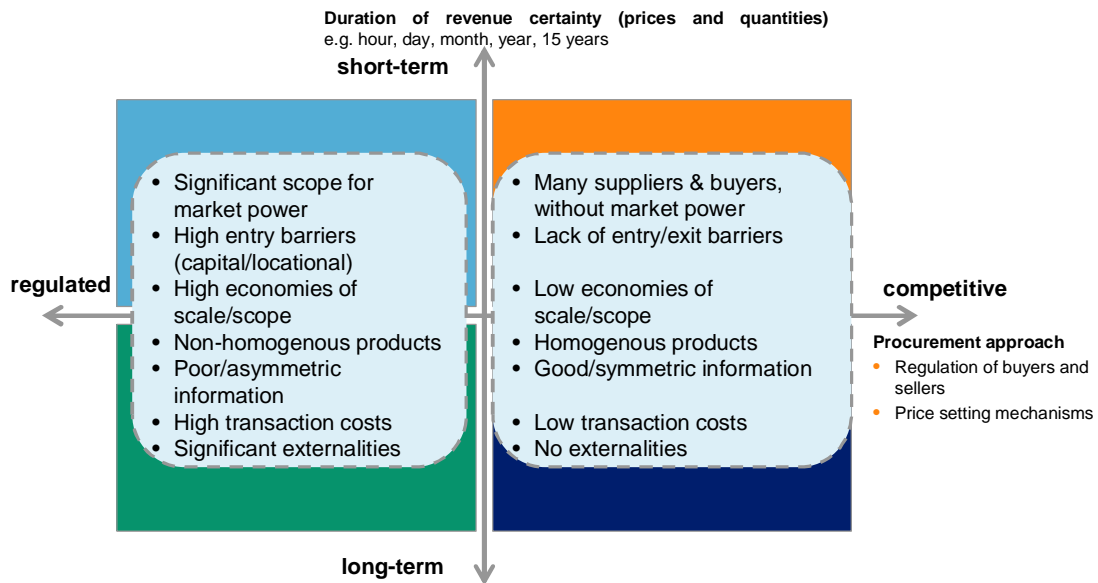 Duration of revenue certainty (prices and quantities)
e.g. hour, day, month, year, 15 years
short-term
• Significant scope for
market power
• High entry barriers
(capital/locational)
• High economies of
scale/scope
• Non-homogenous products
• Poor/asymmetric
information
• High transaction costs
• Significant externalities
• Many suppliers & buyers,
without market power
• Lack of entry/exit barriers
• Low economies of
scale/scope
• Homogenous products
• Good/symmetric information
• Low transaction costs
• No externalities
regulated
competitive
Procurement approach
• Regulation of buyers and
sellers
• Price setting mechanisms
long-term